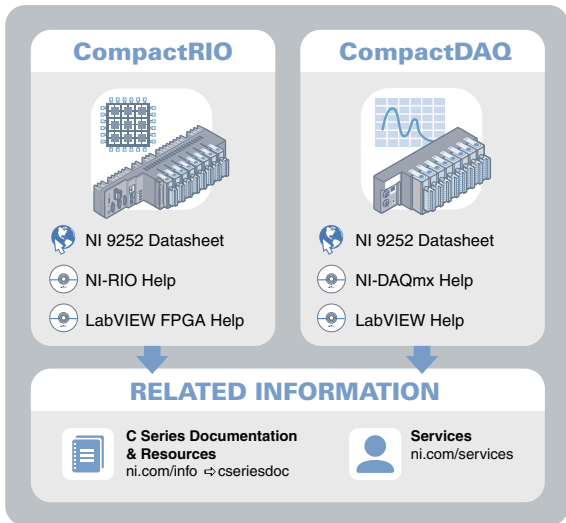 CompactRIO
NI 9252 Datasheet
NI-RIO Help
LabVIEW FPGA Help
CompactDAQ
NI 9252 Datasheet
NI-DAQmx Help
LabVIEW Help
RELATED INFORMATION
C Series Documentation
& Resources
ni.com/info ➪ cseriesdoc
Services
ni.com/services